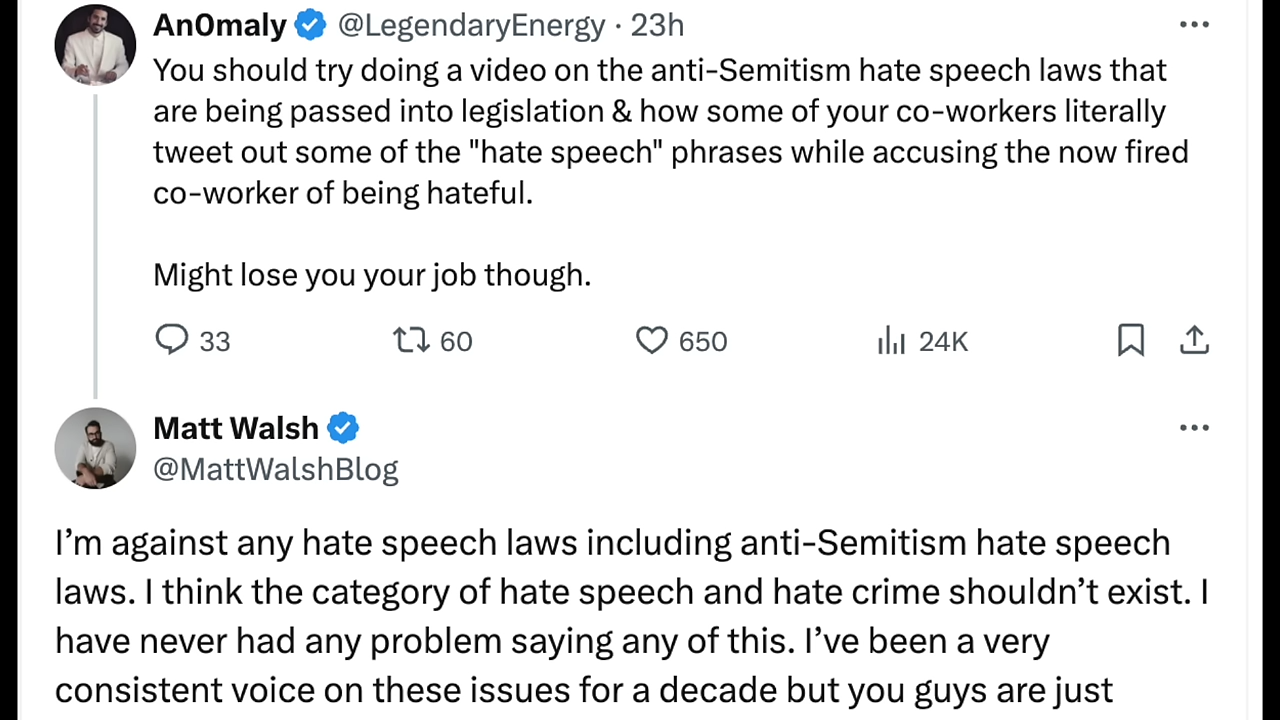 An0maly @LegendaryEnergy · 23h
You should try doing a video on the anti-Semitism hate speech laws that
are being passed into legislation & how some of your co-workers literally
tweet out some of the "hate speech" phrases while accusing the now fired
co-worker of being hateful.
Might lose you your job though.
33 60 650 24K
Matt Walsh
@MattWalshBlog
I’m against any hate speech laws including anti-Semitism hate speech
laws. I think the category of hate speech and hate crime shouldn’t exist. I
have never had any problem saying any of this. I’ve been a very
consistent voice on these issues for a decade but you guys are just